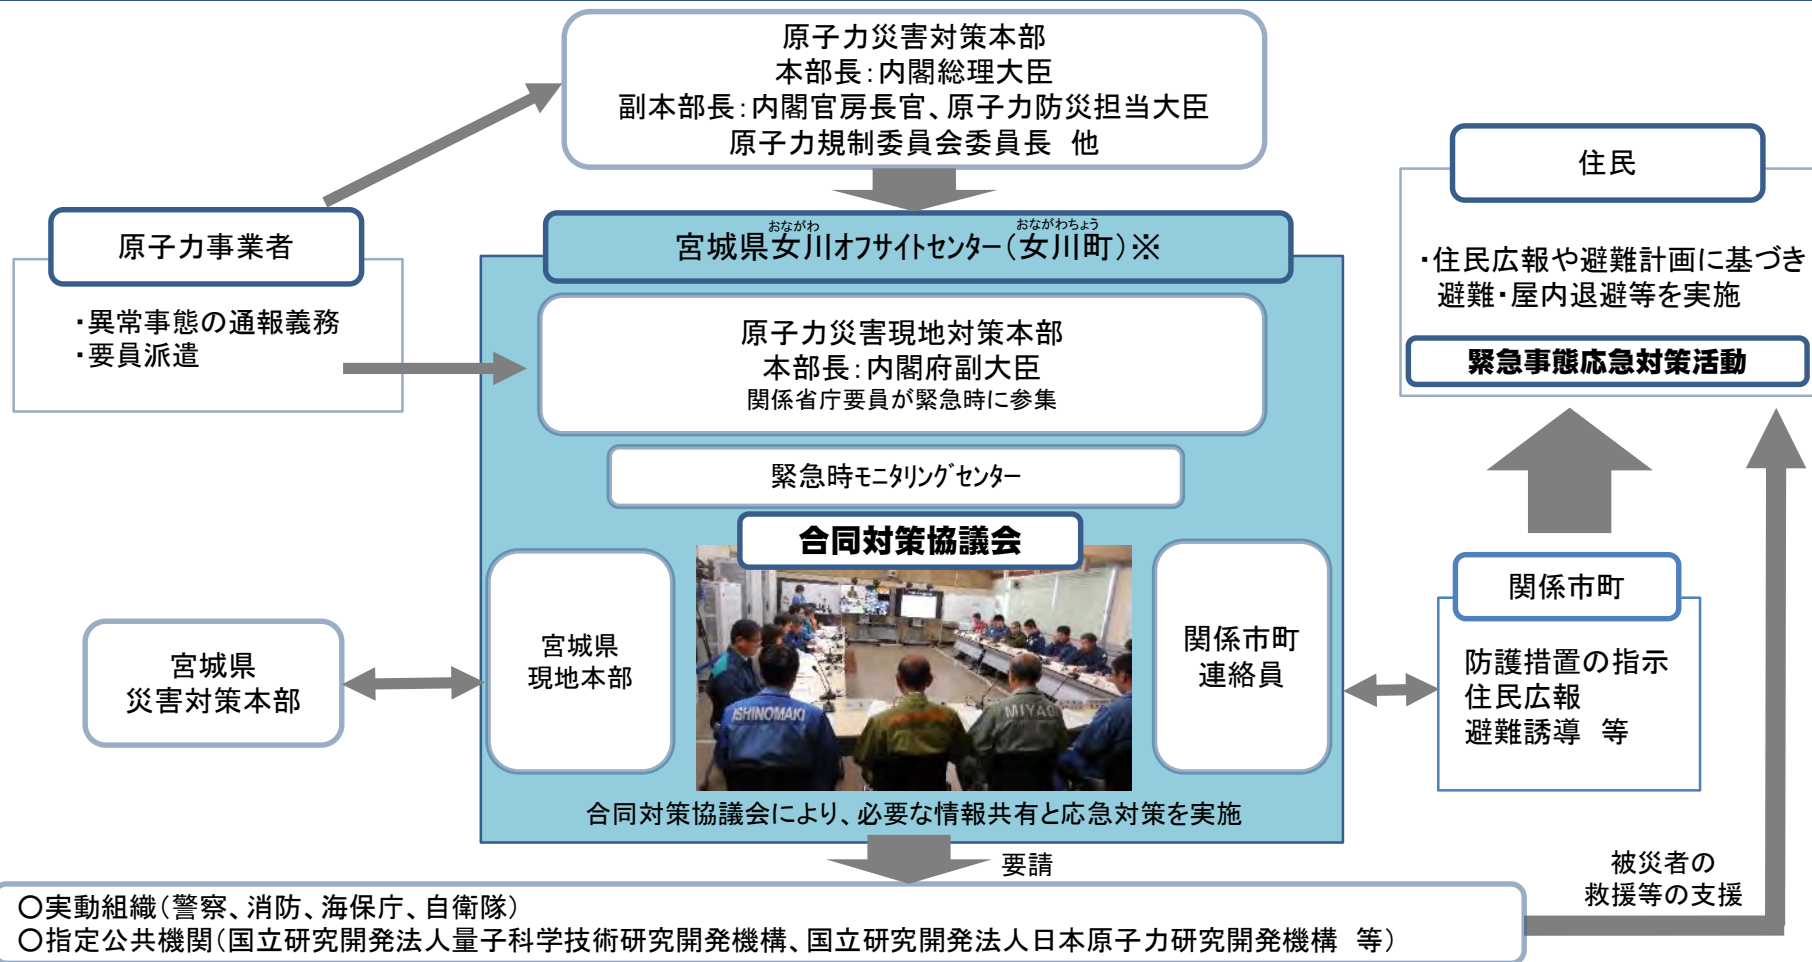 原子力災害対策本部
本部長：内閣総理大臣
副本部長：内閣官房長官、原子力防災担当大臣
原子力規制委員会委員長 他
原子力事業者
・異常事態の通報義務
・要員派遣
おながわ おながわちょう
宮城県女川オフサイトセンター（女川町）※
原子力災害現地対策本部
本部長：内閣府副大臣
関係省庁要員が緊急時に参集
緊急時モニタリングセンター
合同対策協議会
宮城県
現地本部
ISHINOMAKI
MIYAG
関係市町
連絡員
合同対策協議会により、必要な情報共有と応急対策を実施
宮城県
災害対策本部
住民
・住民広報や避難計画に基づき
避難・屋内退避等を実施
緊急事態応急対策活動
関係市町
防護措置の指示
住民広報
避難誘導 等
要請
被災者の
救援等の支援
○実動組織（警察、消防、海保庁、自衛隊）
○指定公共機関（国立研究開発法人量子科学技術研究開発機構、国立研究開発法人日本原子力研究開発機構 等）